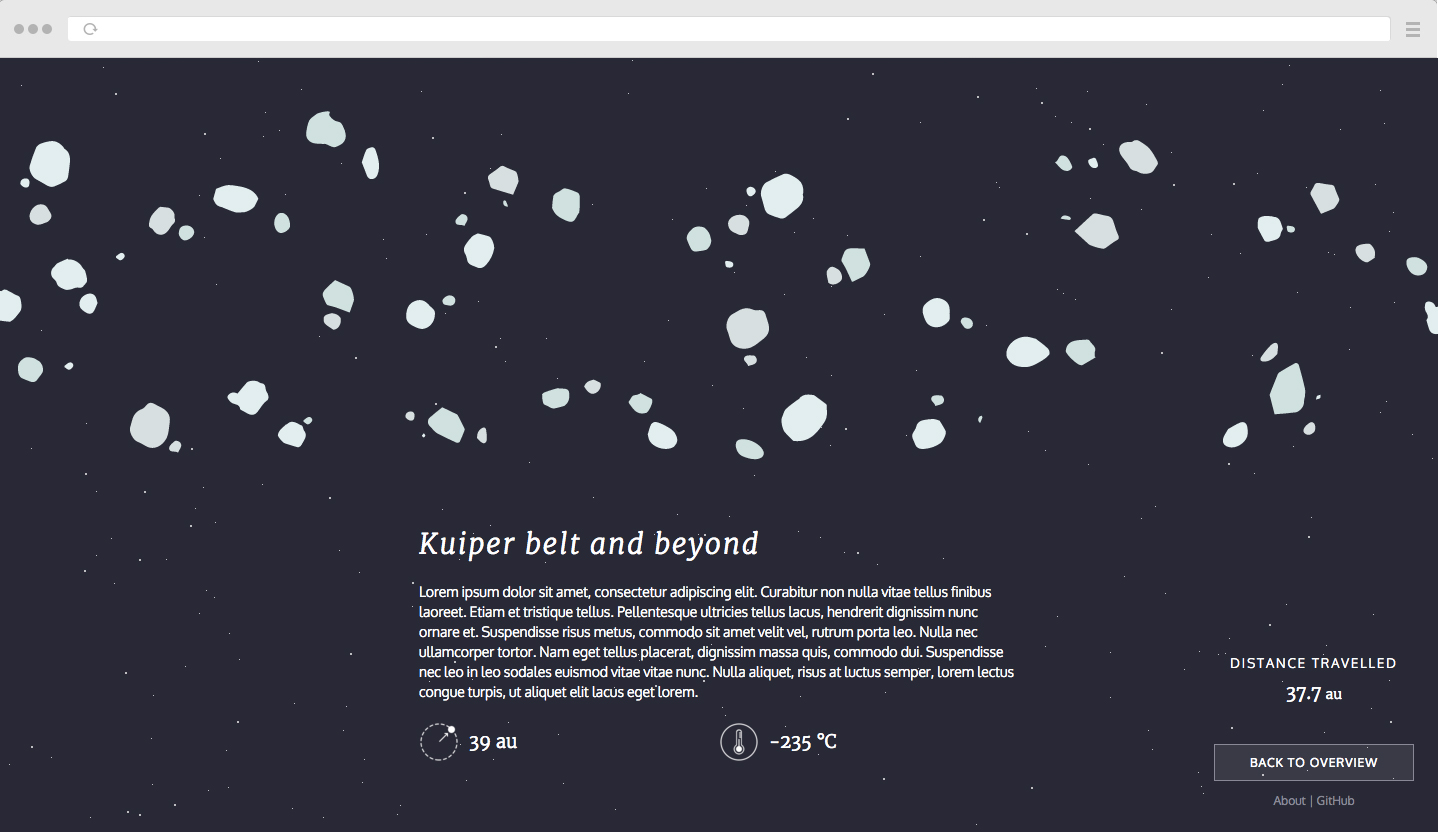 Kuiper belt and beyond
Lorem ipsum dolor sit amet, consectetur adipiscing elit. Curabitur non nulla vitae tellus finibus
laoreet. Etiam et tristique tellus. Pellentesque ultricies tellus lacus, hendrerit dignissim nunc
ornare et. Suspendisse risus metus, commodo sit amet velit vel, rutrum porta leo. Nulla nec
ullamcorper tortor. Nam eget tellus placerat, dignissim massa quis, commodo dui. Suspendisse
nec leo in leo sodales euismod vitae vitae nunc. Nulla aliquet, risus at luctus semper, lorem lectus
congue turpis, ut aliquet elit lacus eget lorem.
39 au
-235 °C
DISTANCE TRAVELLED
37.7 au
BACK TO OVERVIEW
About | GitHub